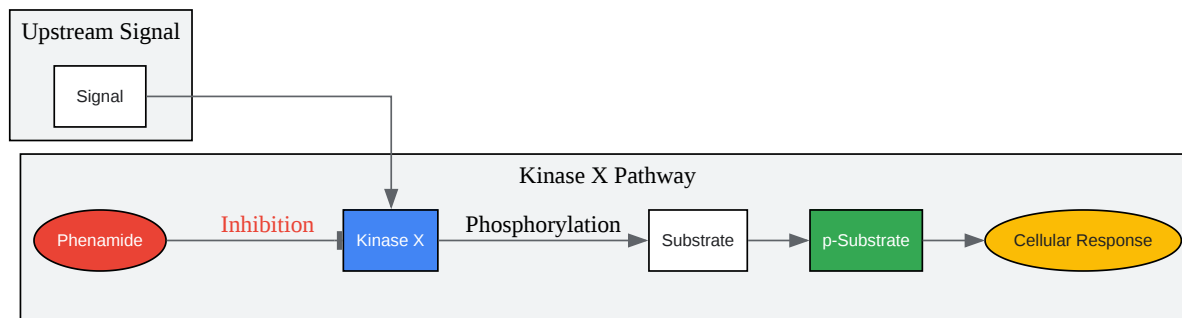 Upstream Signal
Signal
Kinase X Pathway
Phenamide
Inhibition
Kinase X
Phosphorylation
Substrate
p-Substrate
Cellular Response